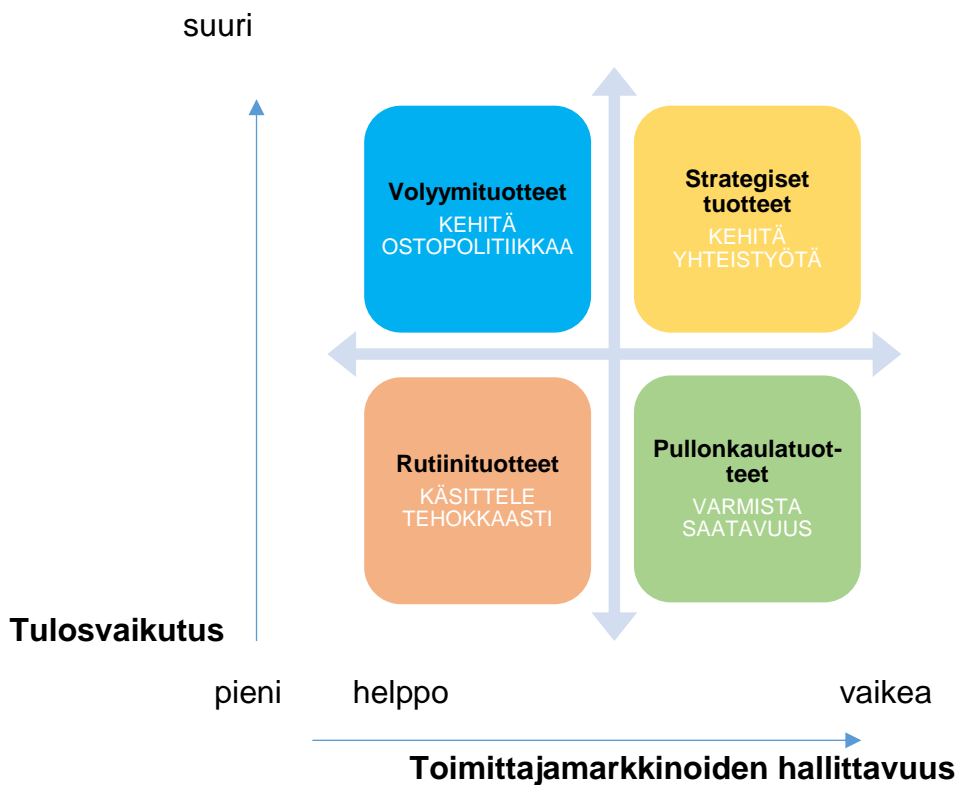 suuri
Volyymituotteet
KEHITÄ
OSTOPOLITIIKKAA
Strategiset
tuotteet
KEHITÄ
YHTEISTYÖTÄ
Rutiinituotteet
KÄSITTELE
TEHOKKAASTI
Pullonkaulatuot-
teet
VARMISTA
SAATAVUUS
Tulosvaikutus
pieni
helppo
vaikea
Toimittajamarkkinoiden hallittavuus